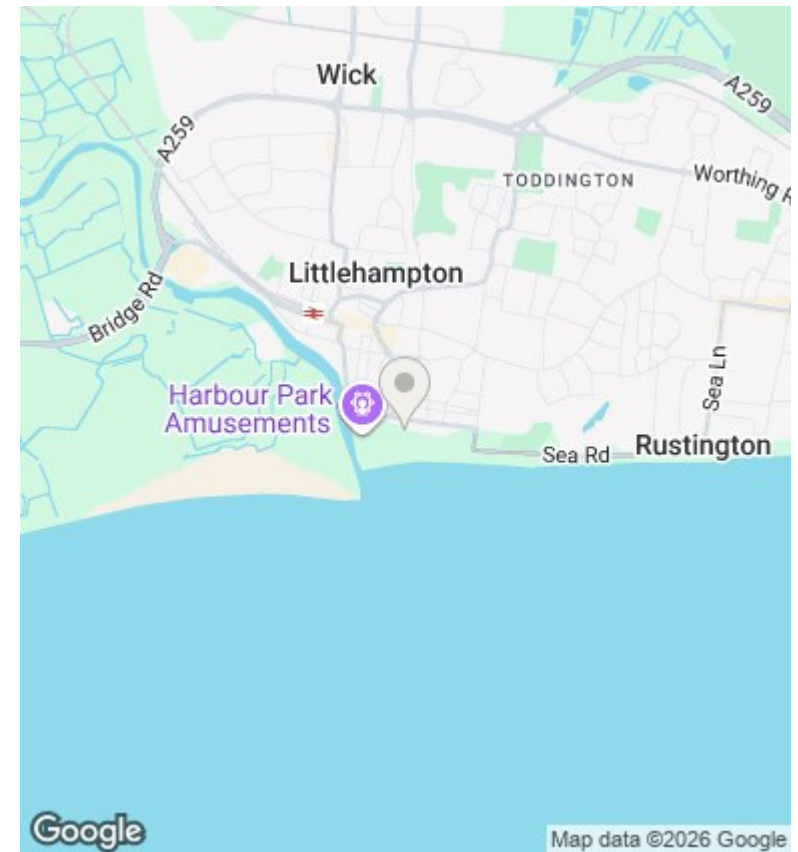 Wick
A259
A259
TODDINGTON
Worthing R
Littlehampton
Bridge Rd
Sea Ln
Harbour Park
Amusements
Sea Rd
Rustington
Google
Map data ©2026 Google